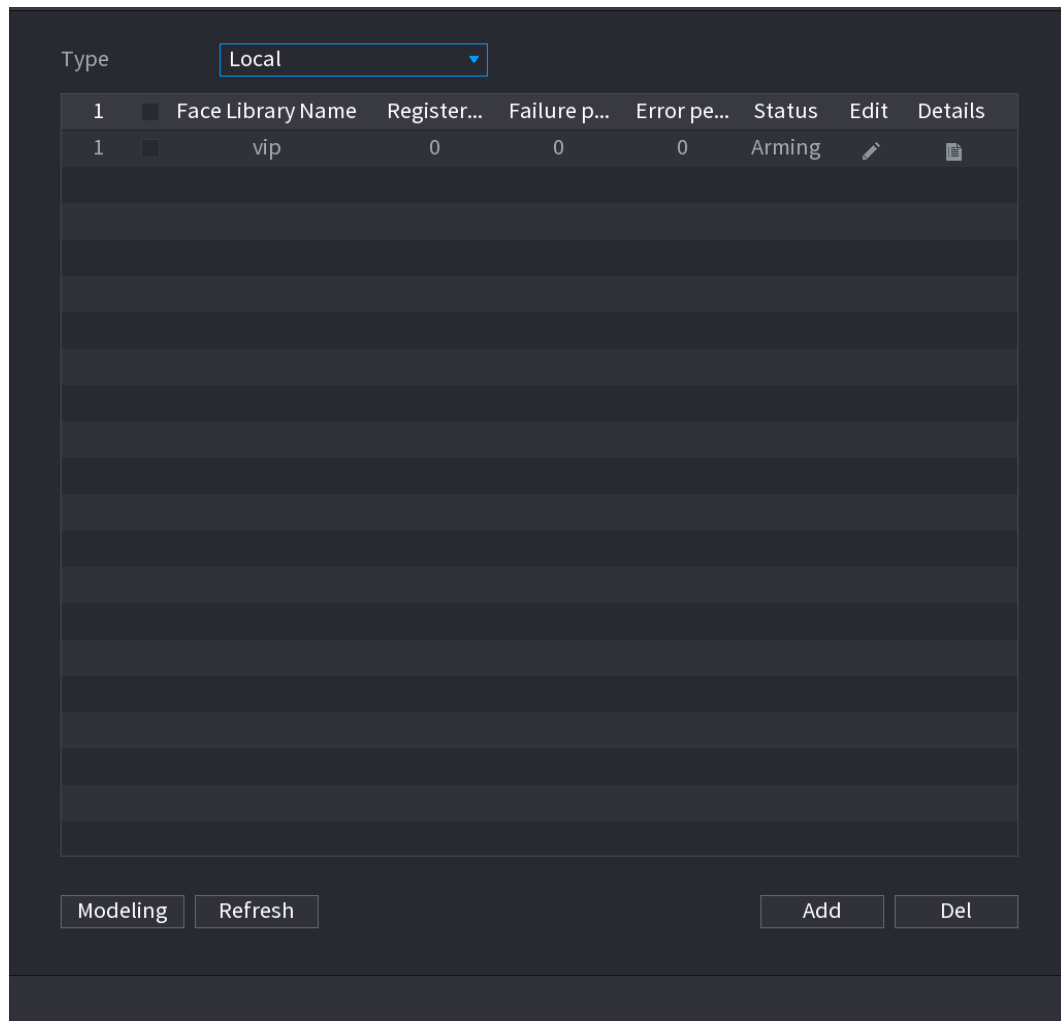 Type Local
1 Face Library Name Register... Failure p... Error pe... Status Edit Details
1 vip 0 0 0 Arming
Modeling Refresh Add Del